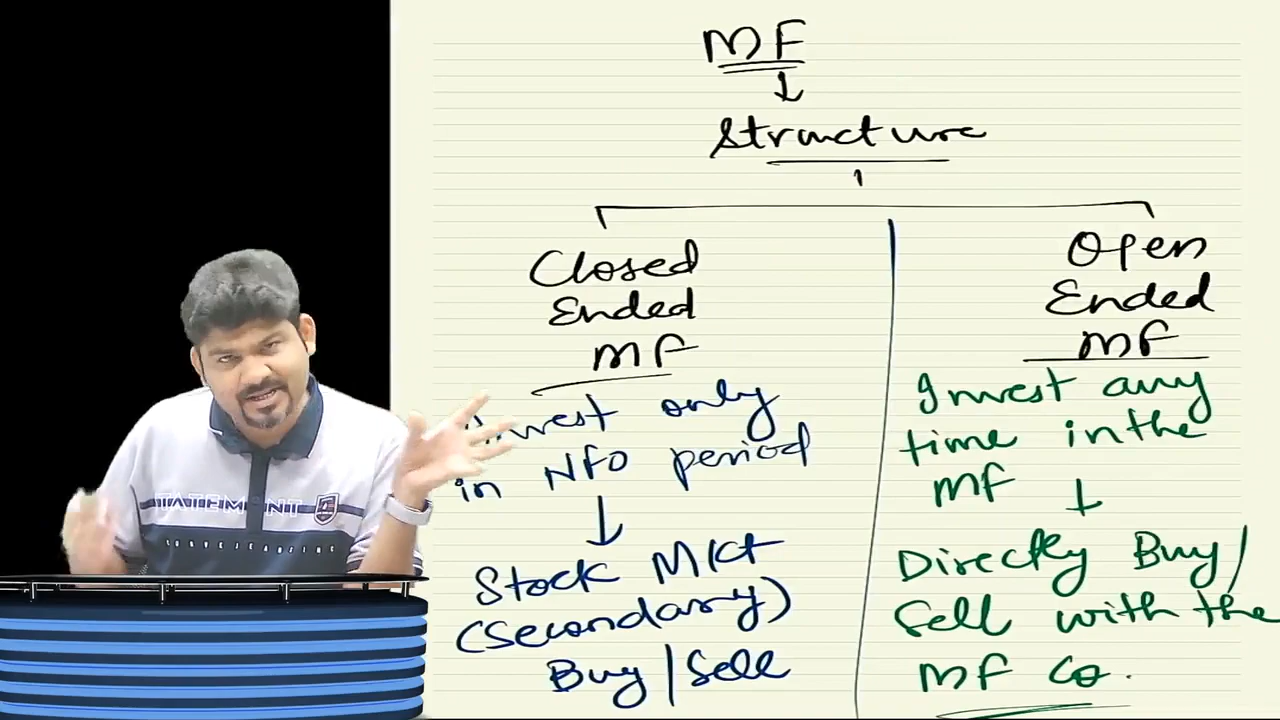 MF
Structure
Closed
Ended
MF
Invest only
in NFO period
Stock Mkt
(Secondary)
Buy/Sell
Open
Ended
MF
Invest any
time in the
MF
Directly Buy/
Sell with the
MF Co.
TATEMENT